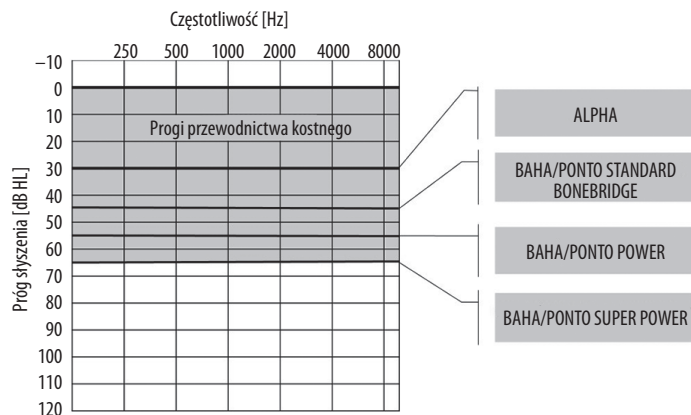 Częstotliwość [Hz]
250 500 1000 2000 4000 8000
Próg słyszenia [dB HL]
–10
0
10
20
30
40
50
60
70
80
90
100
110
120
Progi przewodnictwa kostnego
ALPHA
BAHA/PONTO STANDARD
BONEBRIDGE
BAHA/PONTO POWER
BAHA/PONTO SUPER POWER